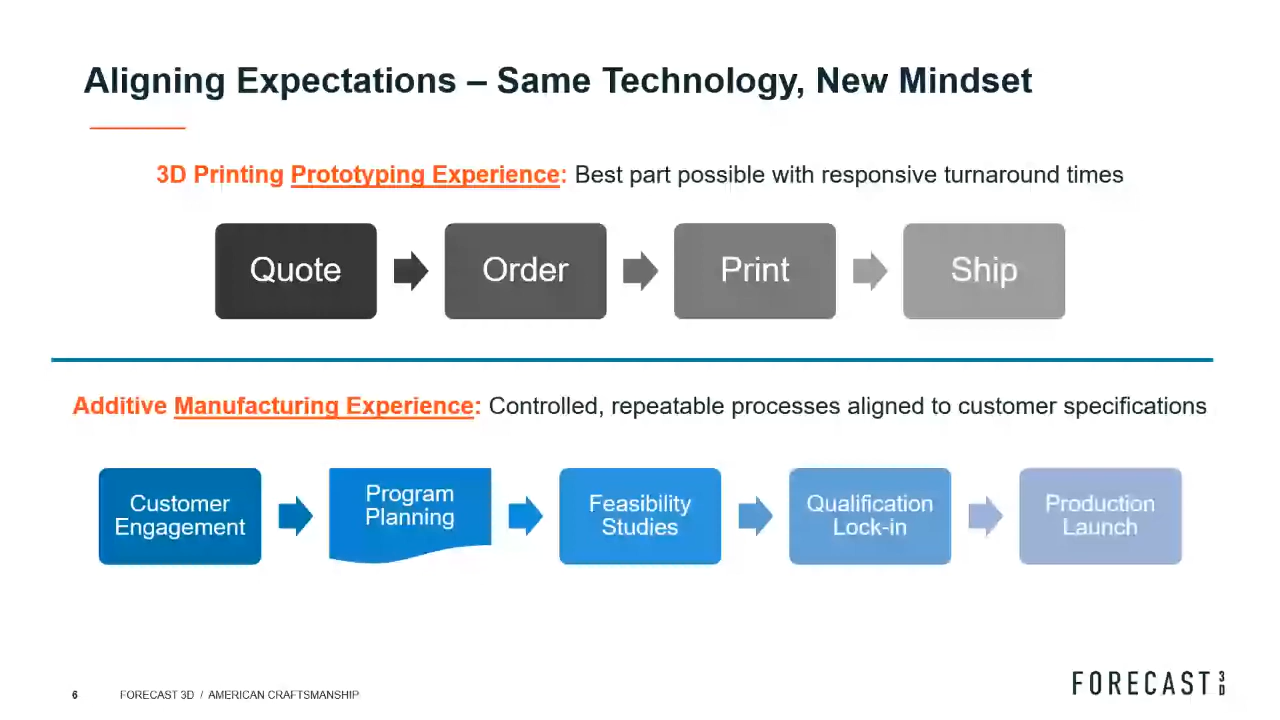 Aligning Expectations – Same Technology, New Mindset
3D Printing Prototyping Experience: Best part possible with responsive turnaround times
Quote
Order
Print
Ship
Additive Manufacturing Experience: Controlled, repeatable processes aligned to customer specifications
Customer
Engagement
Program
Planning
Feasibility
Studies
Qualification
Lock-in
Production
Launch
6
FORECAST 3D / AMERICAN CRAFTSMANSHIP
FORECAST 3D